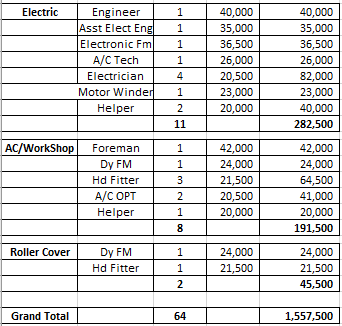 Electric Engineer 1 40,000 40,000
Asst Elect Eng 1 35,000 35,000
Electronic Fm 1 36,500 36,500
A/C Tech 1 26,000 26,000
Electrician 4 20,500 82,000
Motor Winder 1 23,000 23,000
Helper 2 20,000 40,000
11 282,500
AC/WorkShop Foreman 1 42,000 42,000
Dy FM 1 24,000 24,000
Hd Fitter 3 21,500 64,500
A/C OPT 2 20,500 41,000
Helper 1 20,000 20,000
8 191,500
Roller Cover Dy FM 1 24,000 24,000
Hd Fitter 1 21,500 21,500
2 45,500
Grand Total 64 1,557,500